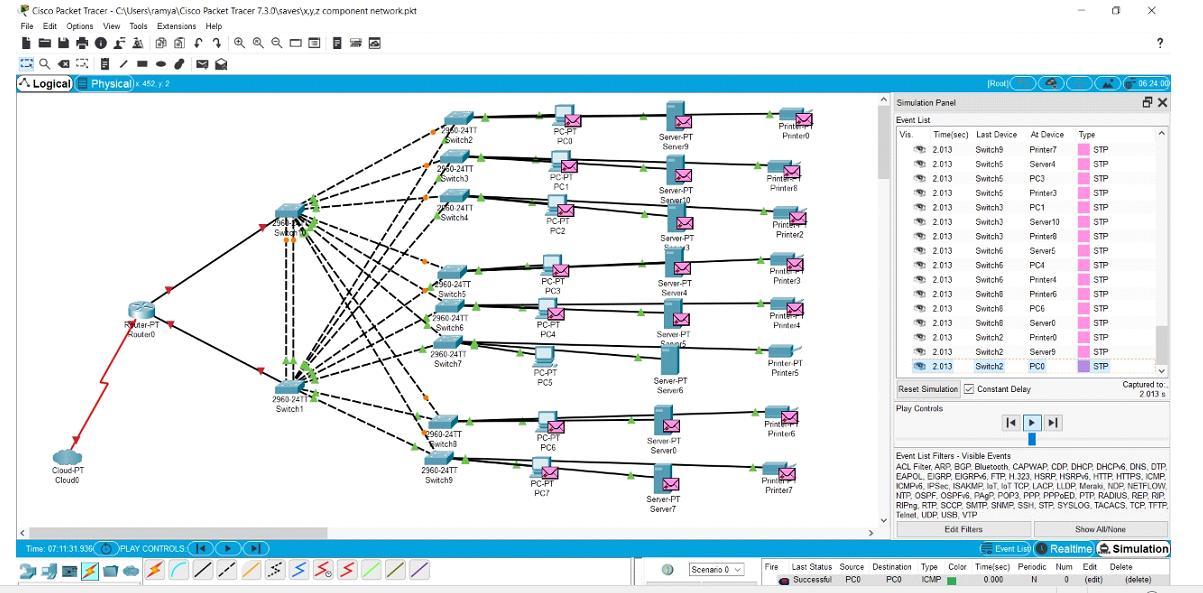 Cisco Packet Tracer - C:\Users\ramya\Cisco Packet Tracer 7.3.0\saves\x,y,z component network.pkt
File Edit Options View Tools Extensions Help
?
Logical Physical x: 452, y: 2 [Root] 06:24:00
Simulation Panel
Event List
Vis. Time(sec) Last Device At Device Type
2.013 Switch9 Printer7 STP
2.013 Switch5 Server4 STP
2.013 Switch5 PC3 STP
2.013 Switch5 Printer3 STP
2.013 Switch3 PC1 STP
2.013 Switch3 Server10 STP
2.013 Switch3 Printer8 STP
2.013 Switch6 Server5 STP
2.013 Switch6 PC4 STP
2.013 Switch6 Printer4 STP
2.013 Switch8 Printer6 STP
2.013 Switch8 PC6 STP
2.013 Switch8 Server0 STP
2.013 Switch2 Printer0 STP
2.013 Switch2 Server9 STP
2.013 Switch2 PC0 STP
Reset Simulation Constant Delay Captured to:
2.013 s
Play Controls
Event List Filters - Visible Events
ACL Filter, ARP, BGP, Bluetooth, CAPWAP, CDP, DHCP, DHCPv6, DNS, DTP,
EAPOL, EIGRP, EIGRPv6, FTP, H.323, HSRP, HSRPv6, HTTP, HTTPS, ICMP,
ICMPv6, IPSec, ISAKMP, IoT, IoT TCP, LACP, LLDP, Meraki, NDP, NETFLOW,
NTP, OSPF, OSPFv6, PAgP, POP3, PPP, PPPoED, PTP, RADIUS, REP, RIP,
RIPng, RTP, SCCP, SMTP, SNMP, SSH, STP, SYSLOG, TACACS, TCP, TFTP,
Telnet, UDP, USB, VTP
Edit Filters Show All/None
2960-24TT
Switch2
PC-PT
PC0
Server-PT
Server9
Printer-PT
Printer0
2960-24TT
Switch3
PC-PT
PC1
Server-PT
Server10
Printer-PT
Printer8
2960-24TT
Switch4
PC-PT
PC2
Server-PT
Printer-PT
Printer2
2960-24TT
Switch5
PC-PT
PC3
Server-PT
Server4
Printer-PT
Printer3
2960-24TT
Switch6
PC-PT
PC4
Server-PT
Server5
Printer-PT
Printer4
2960-24TT
Switch7
PC-PT
PC5
Server-PT
Server6
Printer-PT
Printer5
2960-24TT
Switch8
PC-PT
PC6
Server-PT
Server0
Printer-PT
Printer6
2960-24TT
Switch9
PC-PT
PC7
Server-PT
Server7
Printer-PT
Printer7
Router-PT
Router0
2960-24TT
Switch1
Cloud-PT
Cloud0
Time: 07:11:31.936 PLAY CONTROLS: Event List Realtime Simulation
Scenario 0
Fire Last Status Source Destination Type Color Time(sec) Periodic Num Edit Delete
Successful PC0 PC0 ICMP 0.000 N 0 (edit) (delete)